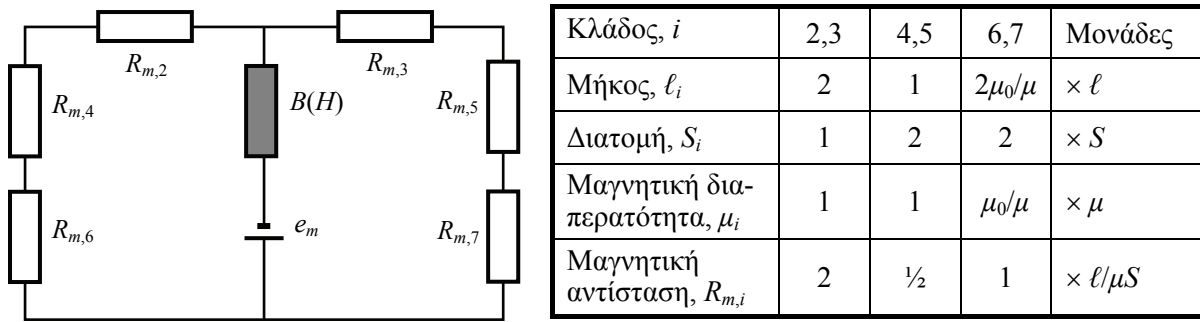 R_{m,2}
R_{m,3}
R_{m,4}
B(H)
R_{m,5}
R_{m,6}
e_m
R_{m,7}
Κλάδος, i 2,3 4,5 6,7 Μονάδες
Μήκος, ℓ_i 2 1 2μ_0/μ × ℓ
Διατομή, S_i 1 2 2 × S
Μαγνητική δια-
περατότητα, μ_i 1 1 μ_0/μ × μ
Μαγνητική
αντίσταση, R_{m,i} 2 ½ 1 × ℓ/μS